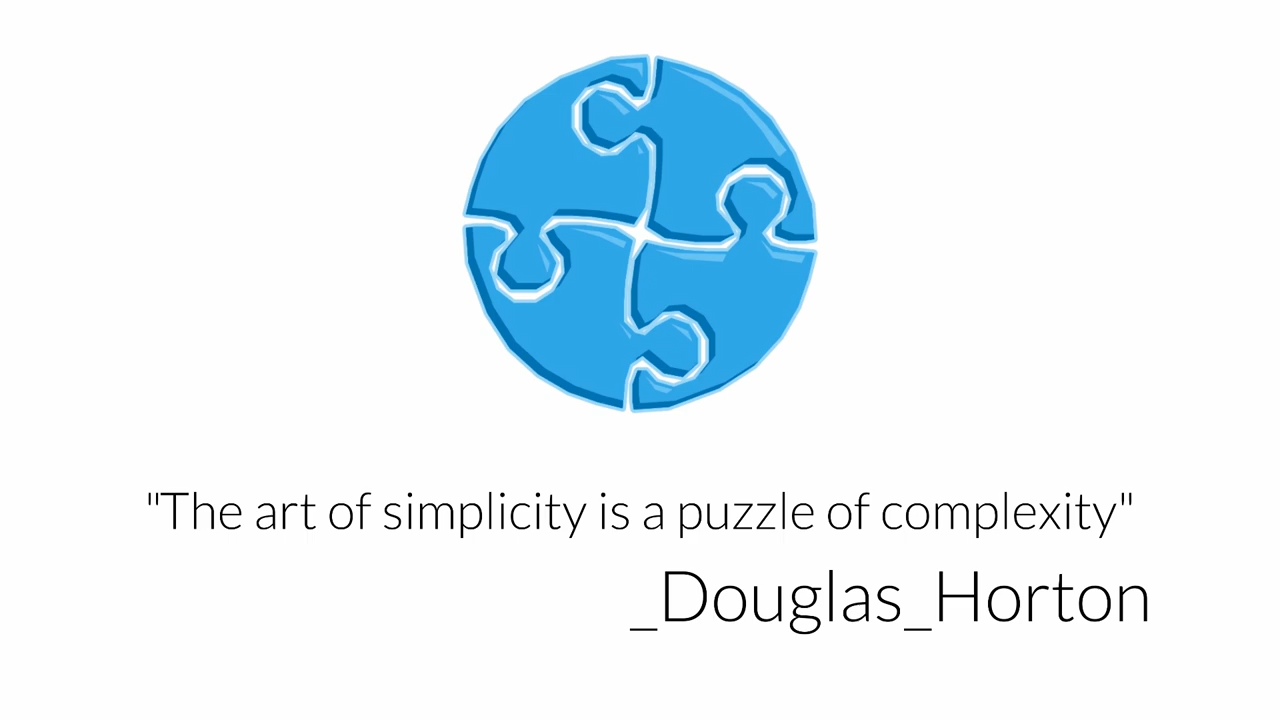 "The art of simplicity is a puzzle of complexity"
_Douglas_Horton